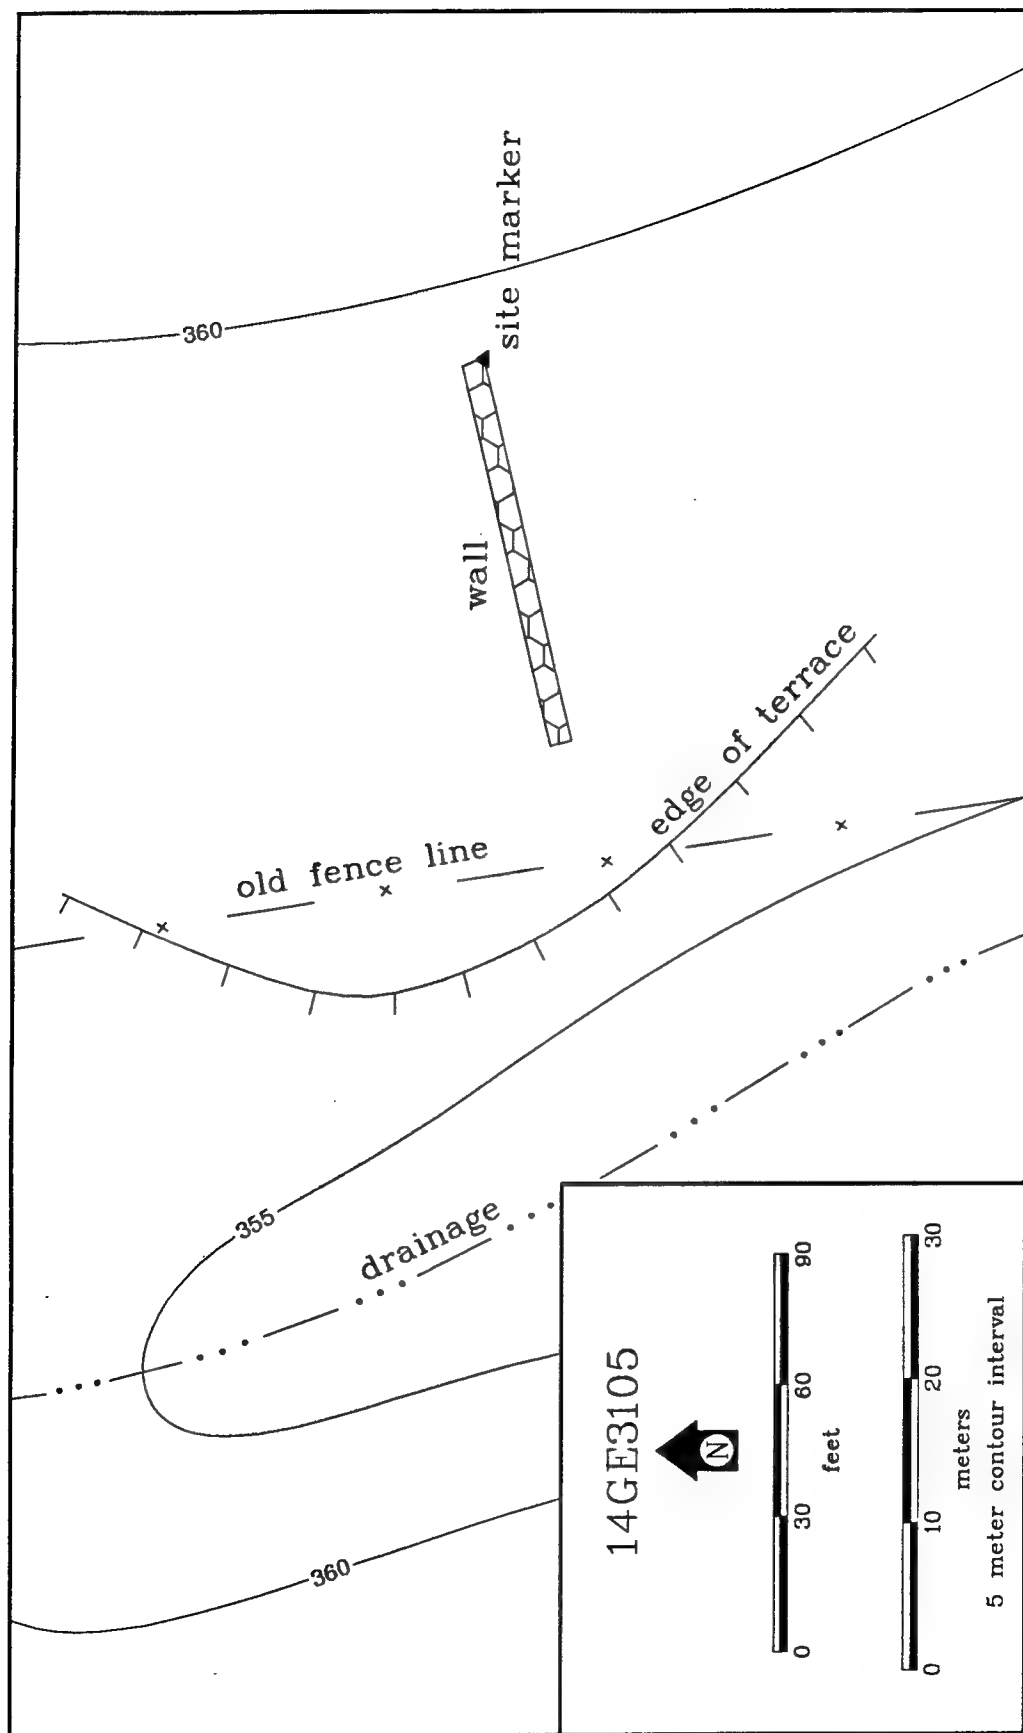 360
site marker
wall
edge of terrace
old fence line
355
drainage
360
14GE3105
N
0 30 60 90
feet
0 10 20 30
meters
5 meter contour interval